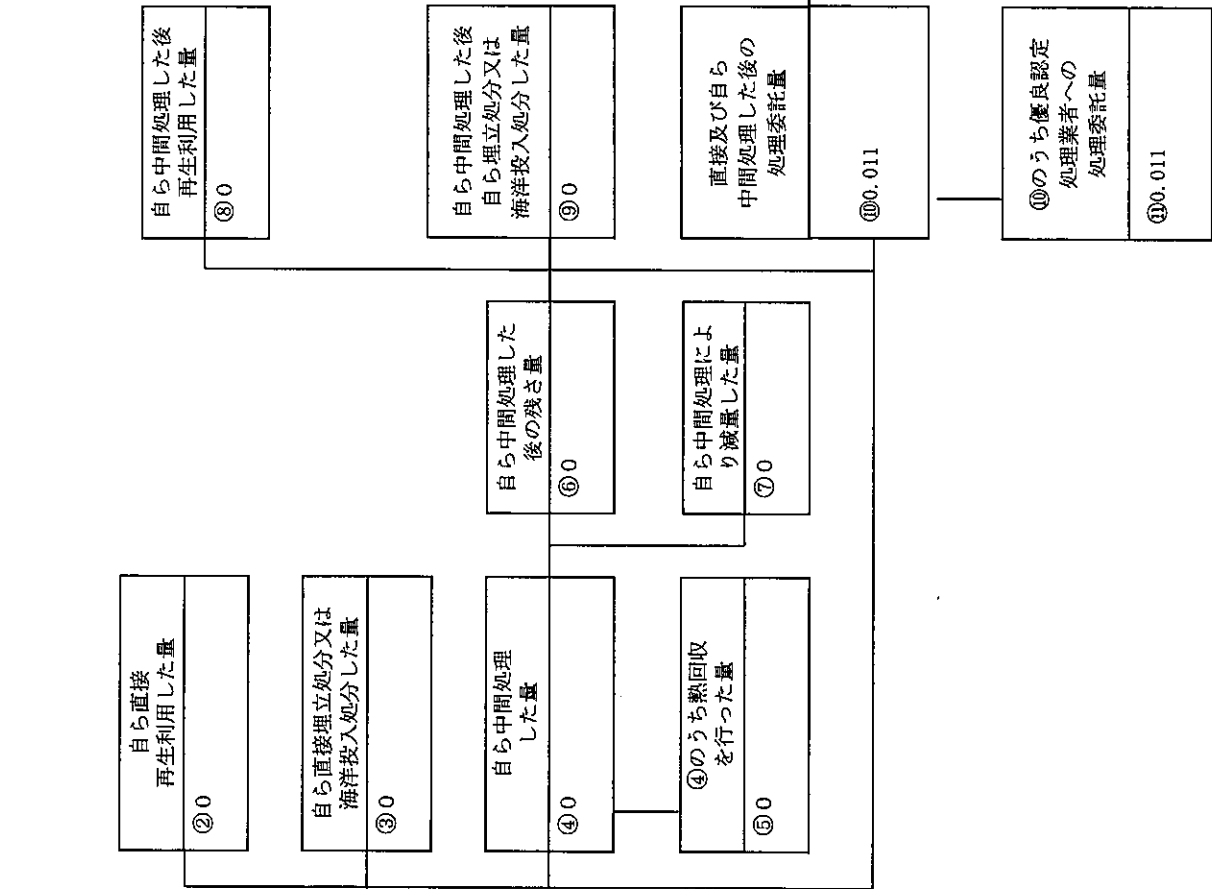 自ら直接
再生利用した量
②0
自ら直接埋立処分又は
海洋投入処分した量
③0
自ら中間処理
した量
④0
④のうち熱回収
を行った量
⑤0
自ら中間処理した
後の残さ量
⑥0
自ら中間処理によ
り減量した量
⑦0
自ら中間処理した後
再生利用した量
⑧0
自ら中間処理した後
自ら埋立処分又は
海洋投入処分した量
⑨0
直接及び自ら
中間処理した後の
処理委託量
⑩0.011
⑩のうち優良認定
処理業者への
処理委託量
⑪0.011